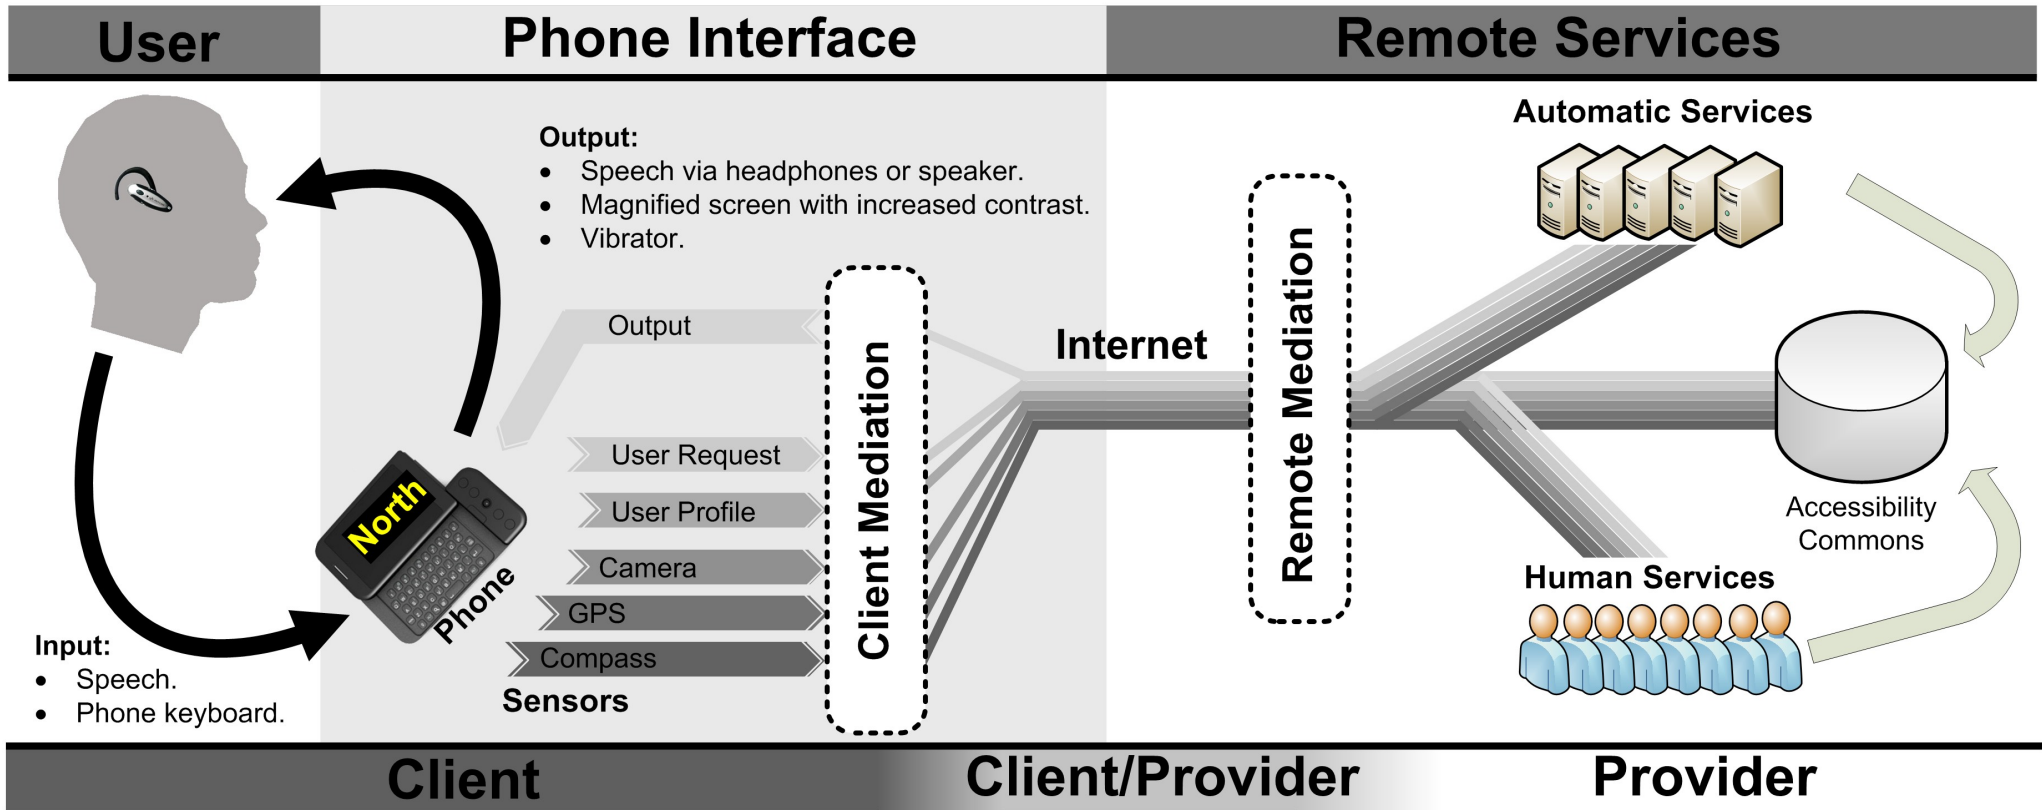 User
Phone Interface
Remote Services
Output:
• Speech via headphones or speaker.
• Magnified screen with increased contrast.
• Vibrator.
Input:
• Speech.
• Phone keyboard.
North
Phone
Output
User Request
User Profile
Camera
GPS
Compass
Sensors
Client Mediation
Internet
Remote Mediation
Automatic Services
Accessibility
Commons
Human Services
Client
Client/Provider
Provider